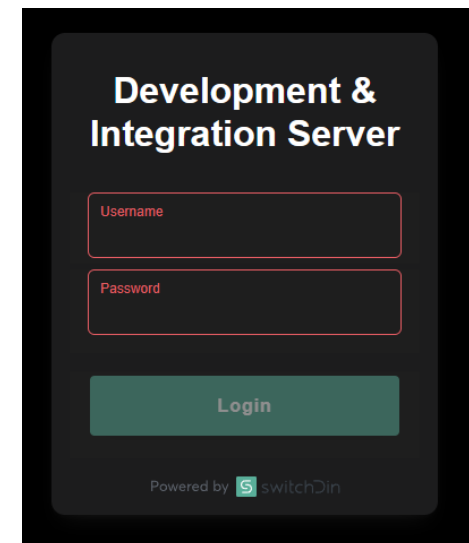 Development &
Integration Server
Username
Password
Login
Powered by S switchDin